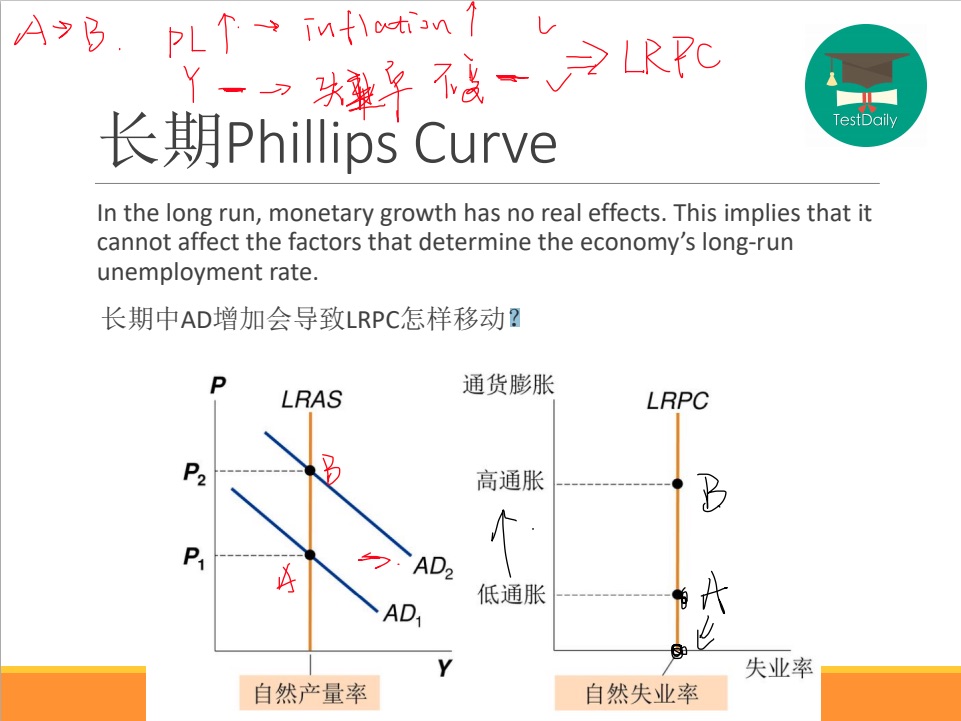 A → B. PL ↑ → inflation ↑ ✓
Y — → 失业率 不变 — ✓ ⇒ LRPC
TestDaily
长期Phillips Curve
In the long run, monetary growth has no real effects. This implies that it
cannot affect the factors that determine the economy’s long-run
unemployment rate.
长期中AD增加会导致LRPC怎样移动?
P
LRAS
P2
B
P1
A
AD2
AD1
Y
自然产量率
通货膨胀
LRPC
高通胀
B
低通胀
A
失业率
自然失业率